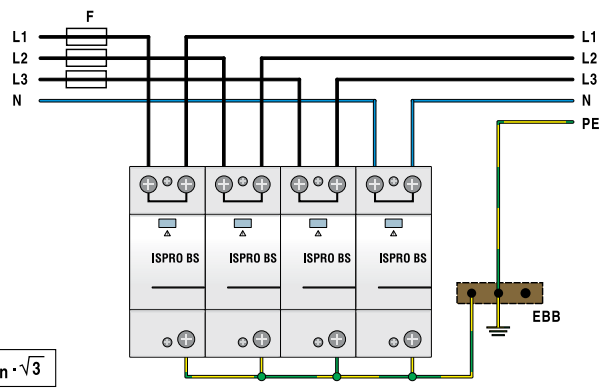 F
L1
L2
L3
N
L1
L2
L3
N
PE
ISPRO BS
ISPRO BS
ISPRO BS
ISPRO BS
EBB
n · √3